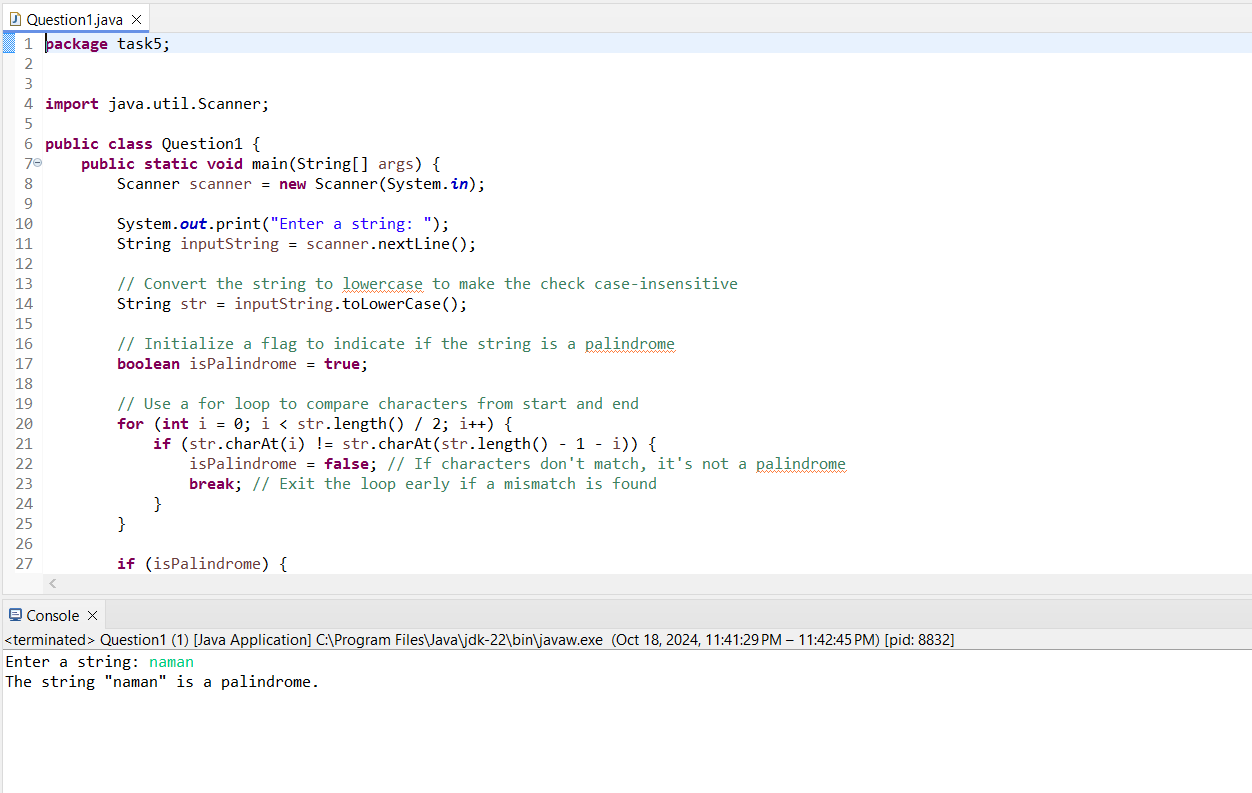 Question1.java
1 package task5;
2
3
4 import java.util.Scanner;
5
6 public class Question1 {
7 public static void main(String[] args) {
8 Scanner scanner = new Scanner(System.in);
9
10 System.out.print("Enter a string: ");
11 String inputString = scanner.nextLine();
12
13 // Convert the string to lowercase to make the check case-insensitive
14 String str = inputString.toLowerCase();
15
16 // Initialize a flag to indicate if the string is a palindrome
17 boolean isPalindrome = true;
18
19 // Use a for loop to compare characters from start and end
20 for (int i = 0; i < str.length() / 2; i++) {
21 if (str.charAt(i) != str.charAt(str.length() - 1 - i)) {
22 isPalindrome = false; // If characters don't match, it's not a palindrome
23 break; // Exit the loop early if a mismatch is found
24 }
25 }
26
27 if (isPalindrome) {
Console
<terminated> Question1 (1) [Java Application] C:\Program Files\Java\jdk-22\bin\javaw.exe (Oct 18, 2024, 11:41:29 PM – 11:42:45 PM) [pid: 8832]
Enter a string: naman
The string "naman" is a palindrome.